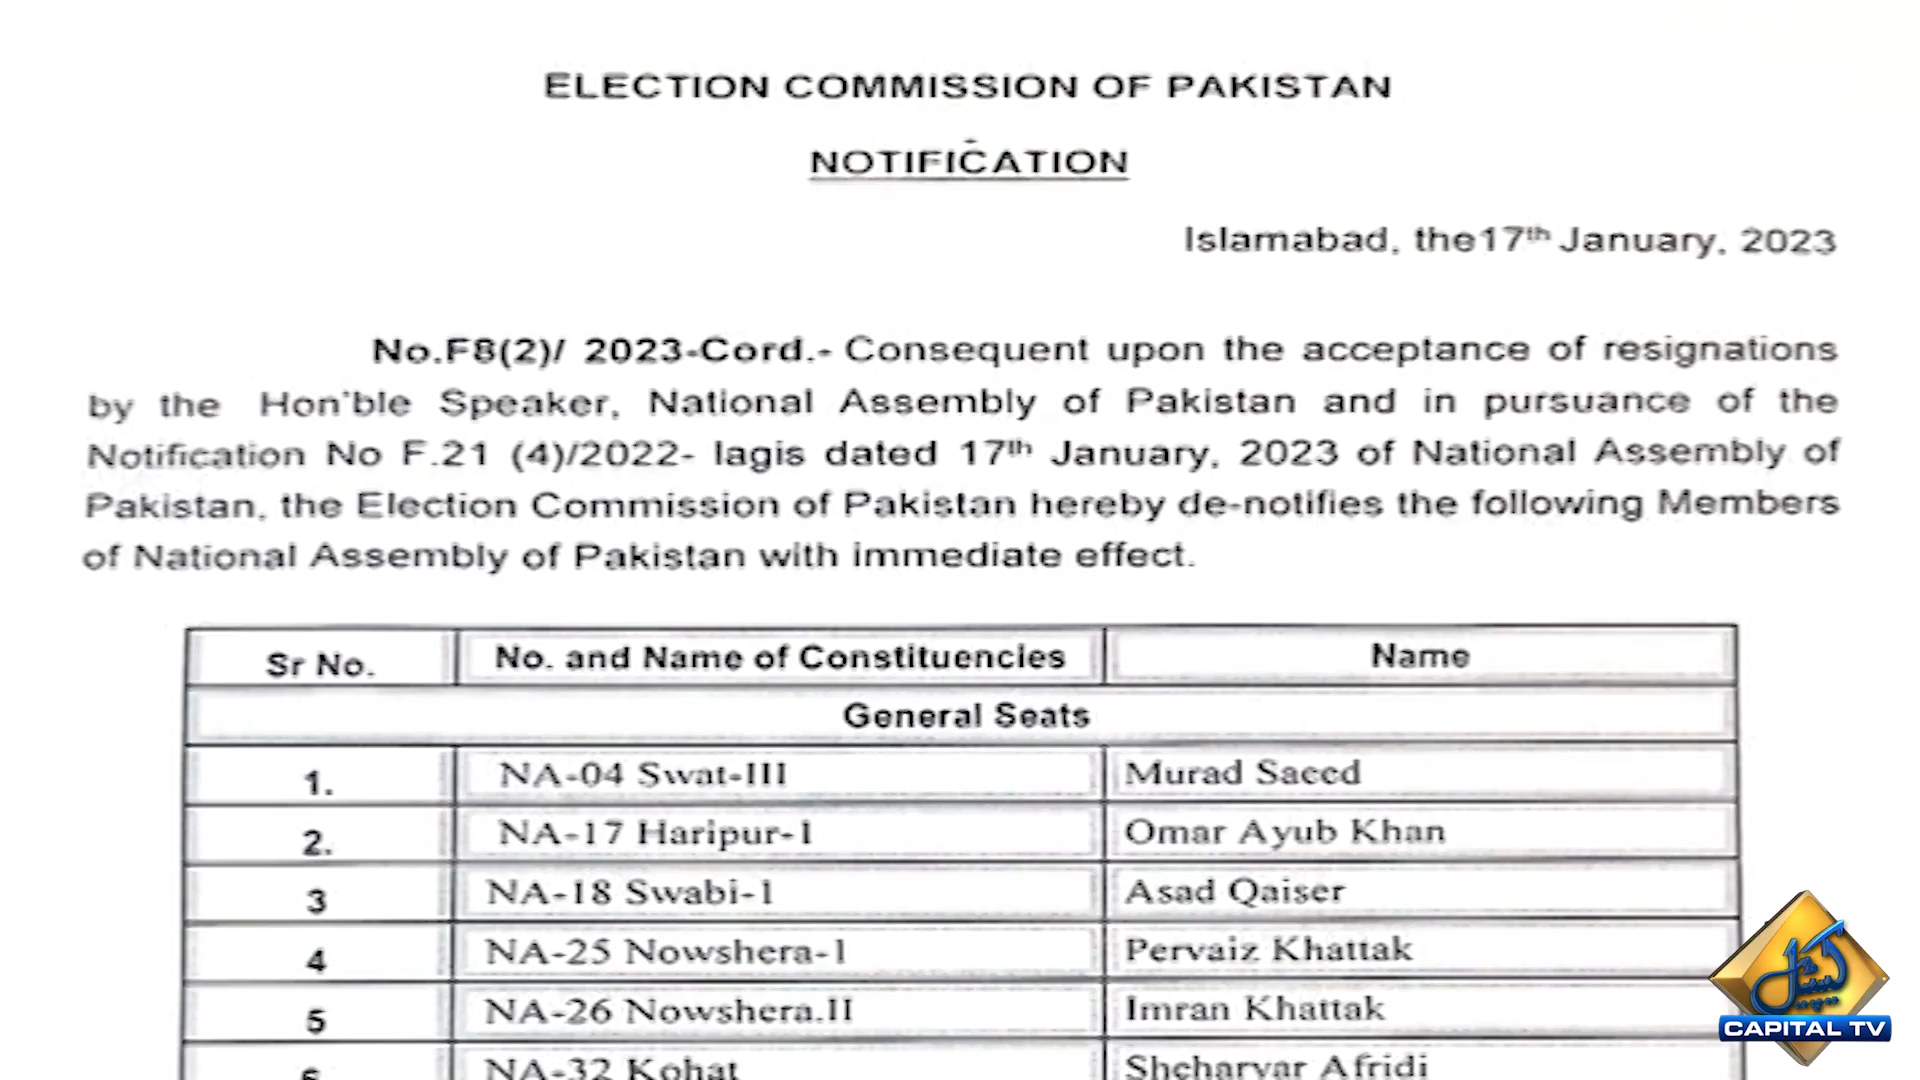 ELECTION COMMISSION OF PAKISTAN
NOTIFICATION
Islamabad, the17th January, 2023
No.F8(2)/ 2023-Cord.- Consequent upon the acceptance of resignations
by the Hon'ble Speaker, National Assembly of Pakistan and in pursuance of the
Notification No F.21 (4)/2022- lagis dated 17th January, 2023 of National Assembly of
Pakistan, the Election Commission of Pakistan hereby de-notifies the following Members
of National Assembly of Pakistan with immediate effect.
Sr No. No. and Name of Constituencies Name
General Seats
1. NA-04 Swat-III Murad Saeed
2. NA-17 Haripur-I Omar Ayub Khan
3 NA-18 Swabi-I Asad Qaiser
4 NA-25 Nowshera-I Pervaiz Khattak
5 NA-26 Nowshera.II Imran Khattak
6 NA-32 Kohat Sheharyar Afridi
CAPITAL TV